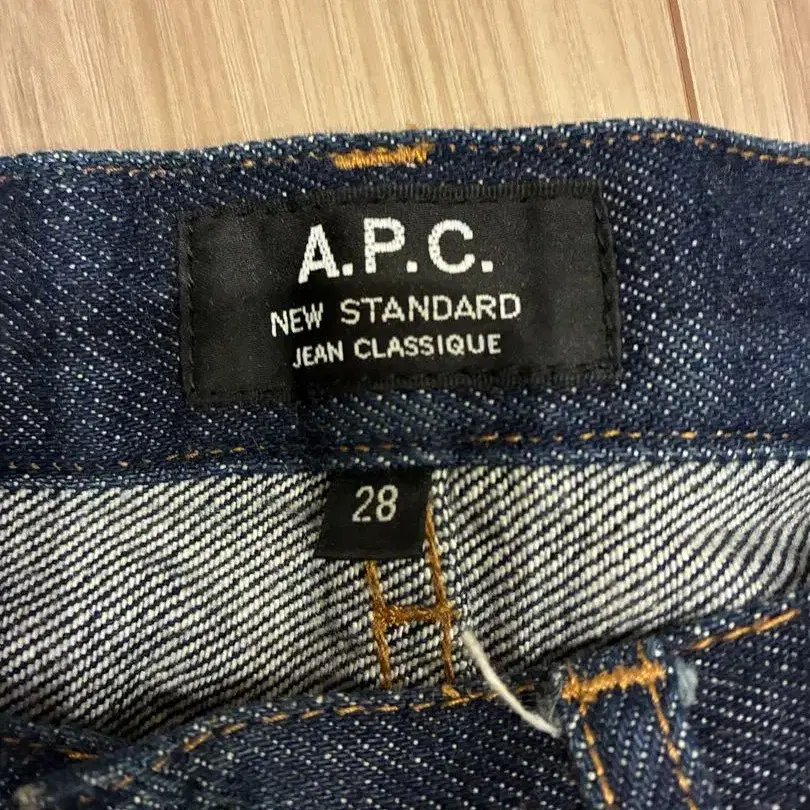 A.P.C.
NEW STANDARD
JEAN CLASSIQUE
28